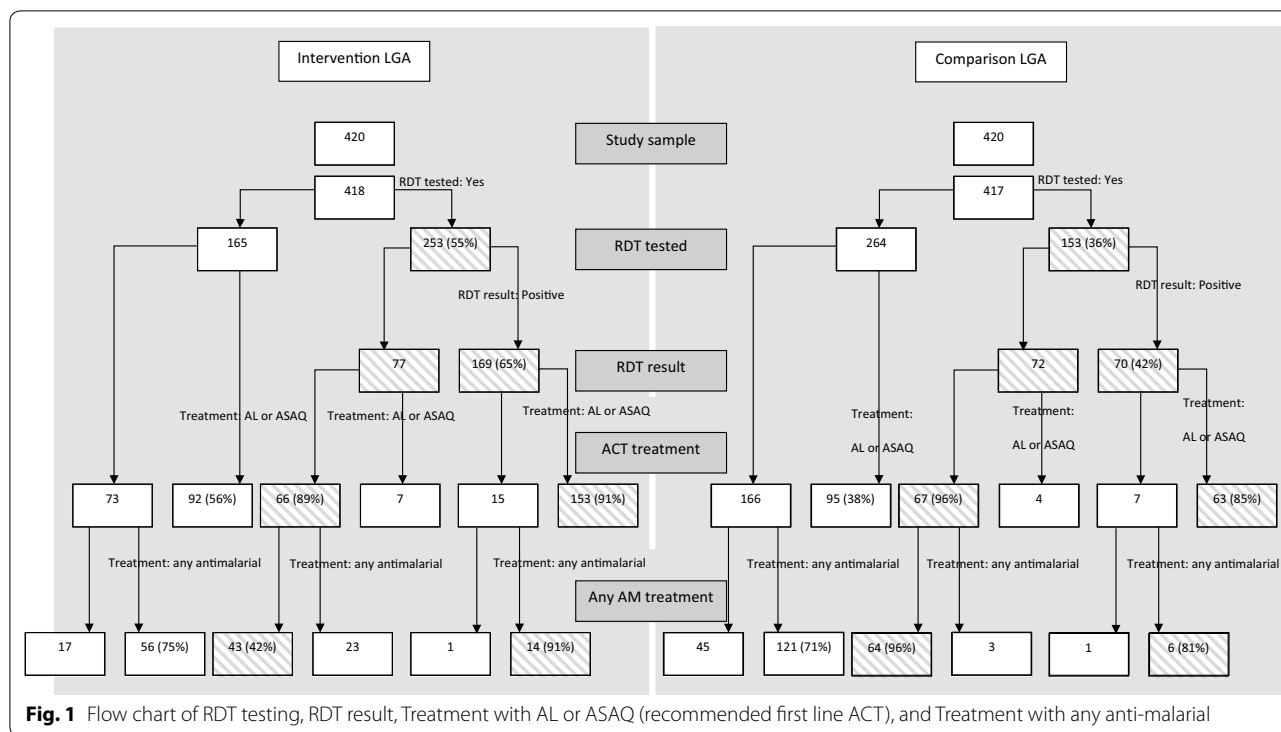 Intervention LGA
Comparison LGA
Study sample
420
420
RDT tested: Yes
RDT tested: Yes
418
417
RDT tested
165
253 (55%)
264
153 (36%)
RDT result: Positive
RDT result: Positive
RDT result
77
169 (65%)
72
70 (42%)
Treatment: AL or ASAQ
Treatment: AL or ASAQ
Treatment: AL or ASAQ
Treatment:
AL or ASAQ
Treatment:
AL or ASAQ
Treatment:
AL or ASAQ
ACT treatment
73
92 (56%)
66 (89%)
7
15
153 (91%)
166
95 (38%)
67 (96%)
4
7
63 (85%)
Treatment: any antimalarial
Treatment: any antimalarial
Treatment: any antimalarial
Treatment: any antimalarial
Treatment: any antimalarial
Treatment: any antimalarial
Any AM treatment
17
56 (75%)
43 (42%)
23
1
14 (91%)
45
121 (71%)
64 (96%)
3
1
6 (81%)
Fig. 1 Flow chart of RDT testing, RDT result, Treatment with AL or ASAQ (recommended first line ACT), and Treatment with any anti-malarial